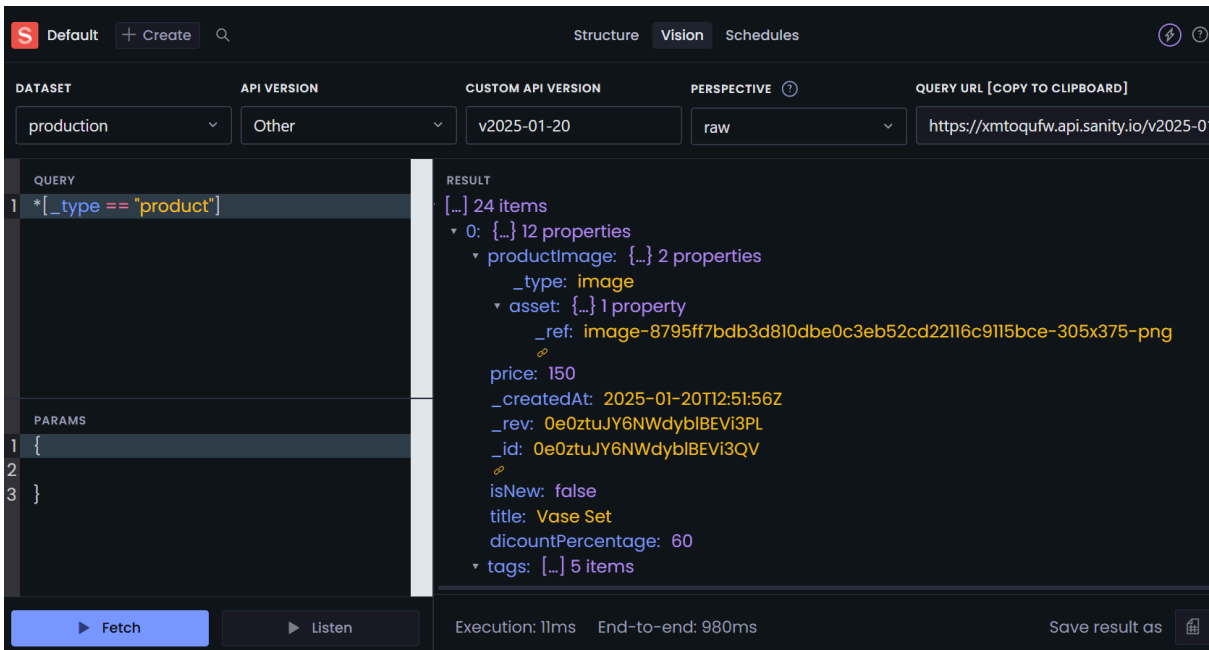 S Default + Create Structure Vision Schedules
DATASET API VERSION CUSTOM API VERSION PERSPECTIVE ? QUERY URL [COPY TO CLIPBOARD]
production Other v2025-01-20 raw https://xmtoqufw.api.sanity.io/v2025-0
QUERY
1 *[_type == "product"]
PARAMS
1 {
2
3 }
Fetch Listen
RESULT
[...] 24 items
0: {...} 12 properties
productImage: {...} 2 properties
_type: image
asset: {...} 1 property
_ref: image-8795ff7bdb3d810dbe0c3eb52cd22116c9115bce-305x375-png
price: 150
_createdAt: 2025-01-20T12:51:56Z
_rev: 0e0ztuJY6NWdyblBEVi3PL
_id: 0e0ztuJY6NWdyblBEVi3QV
isNew: false
title: Vase Set
dicountPercentage: 60
tags: [...] 5 items
Execution: 11ms End-to-end: 980ms Save result as